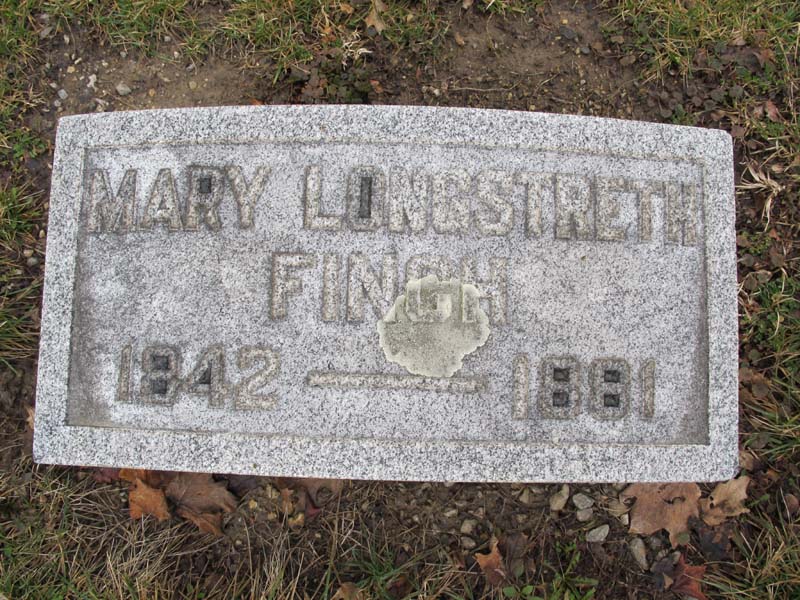 MARY LONGSTRETH
FINCH
1842 — 1881